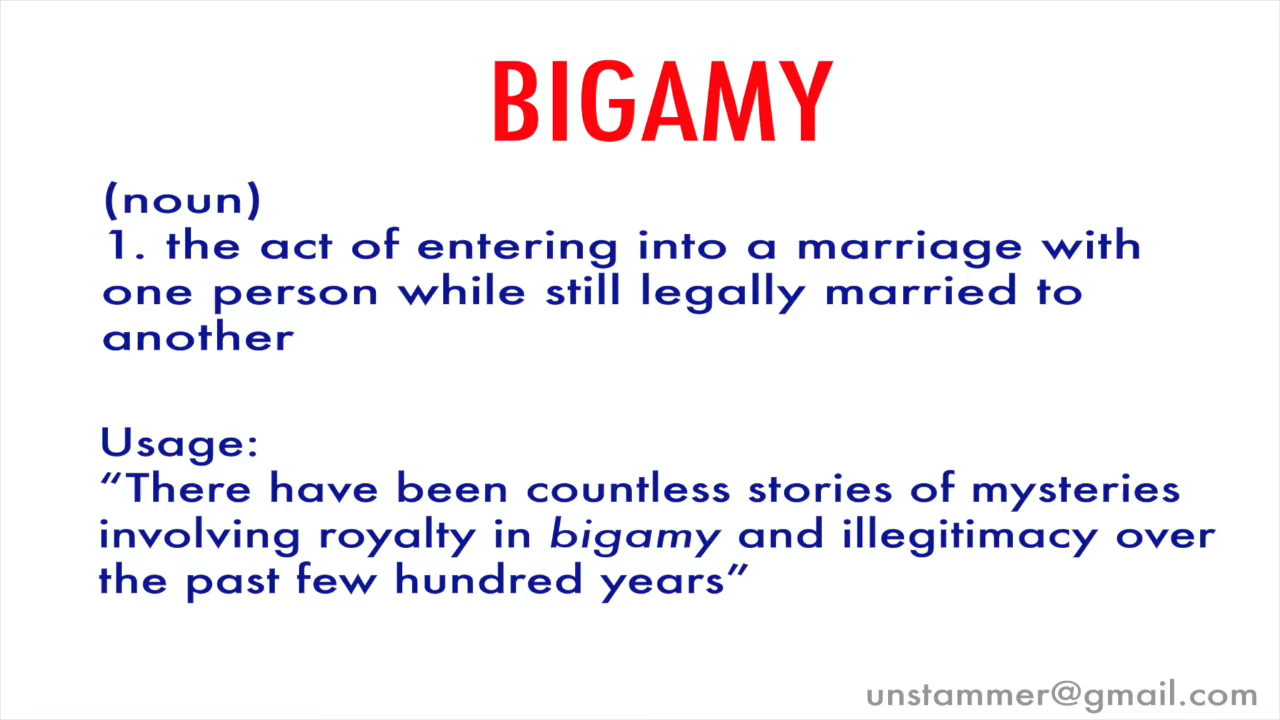 BIGAMY
(noun)
1. the act of entering into a marriage with
one person while still legally married to
another
Usage:
“There have been countless stories of mysteries
involving royalty in bigamy and illegitimacy over
the past few hundred years”
unstammer@gmail.com